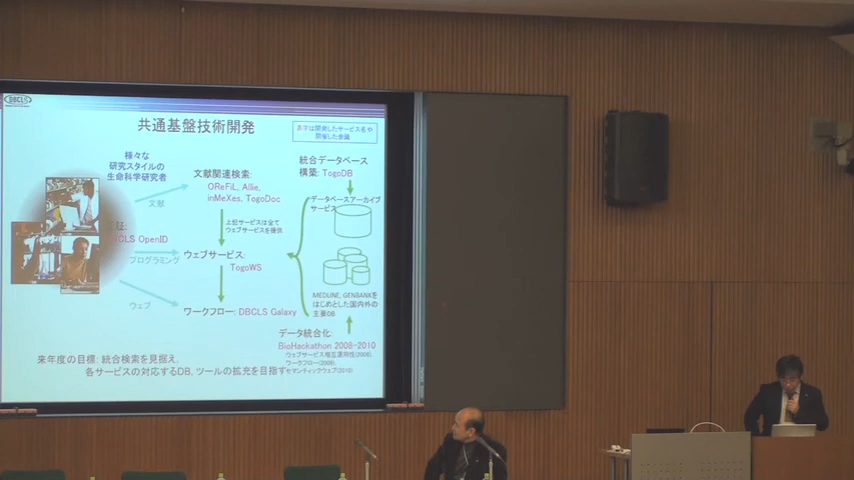 DBCLS
共通基盤技術開発
赤字は開発したサービス名や
開催した会議
様々な
研究スタイルの
生命科学研究者
文献
文献関連検索:
OReFiL, Allie,
inMeXes, TogoDoc
上記サービスは全て
ウェブサービスを提供
証:
CLS OpenID
プログラミング
ウェブサービス:
TogoWS
ウェブ
ワークフロー: DBCLS Galaxy
統合データベース
構築: TogoDB
データベースアーカイブ
サービス
MEDLINE, GENBANKを
はじめとした国内外の
主要DB
データ統合化:
BioHackathon 2008-2010
ウェブサービス相互運用性(2008)
ワークフロー(2009)
セマンティックウェブ(2010)
来年度の目標: 統合検索を見据え,
各サービスの対応するDB, ツールの拡充を目指す